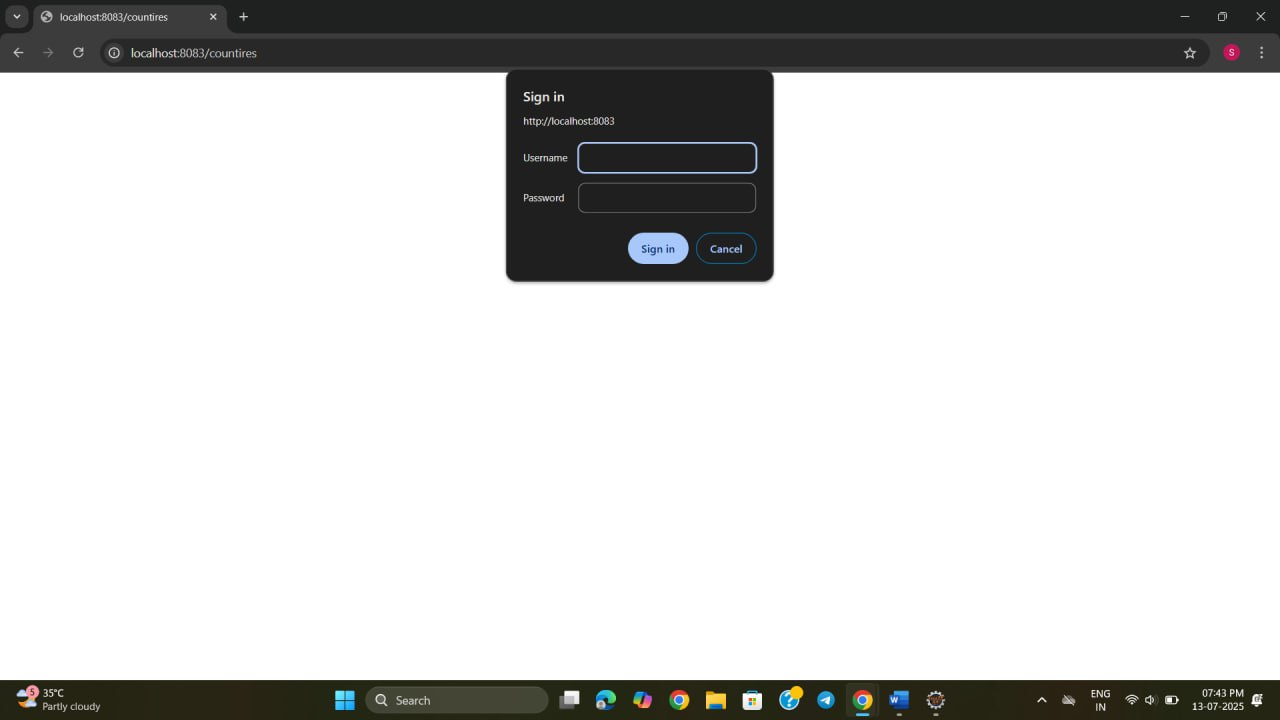 localhost:8083/countires
localhost:8083/countires
S
Sign in
http://localhost:8083
Username
Password
Sign in
Cancel
5
35°C
Partly cloudy
Search
W
ENG
IN
07:43 PM
13-07-2025